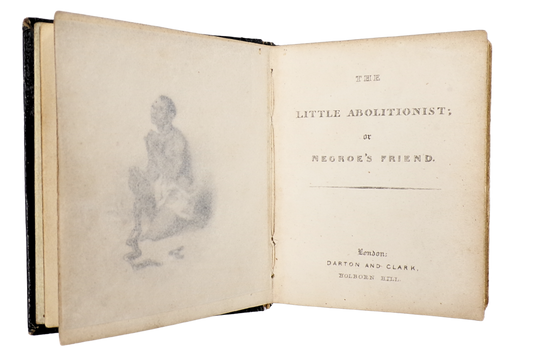 THE
LITTLE ABOLITIONIST;
or
NEGROE'S FRIEND.
London:
DARTON AND CLARK,
HOLBORN HILL.